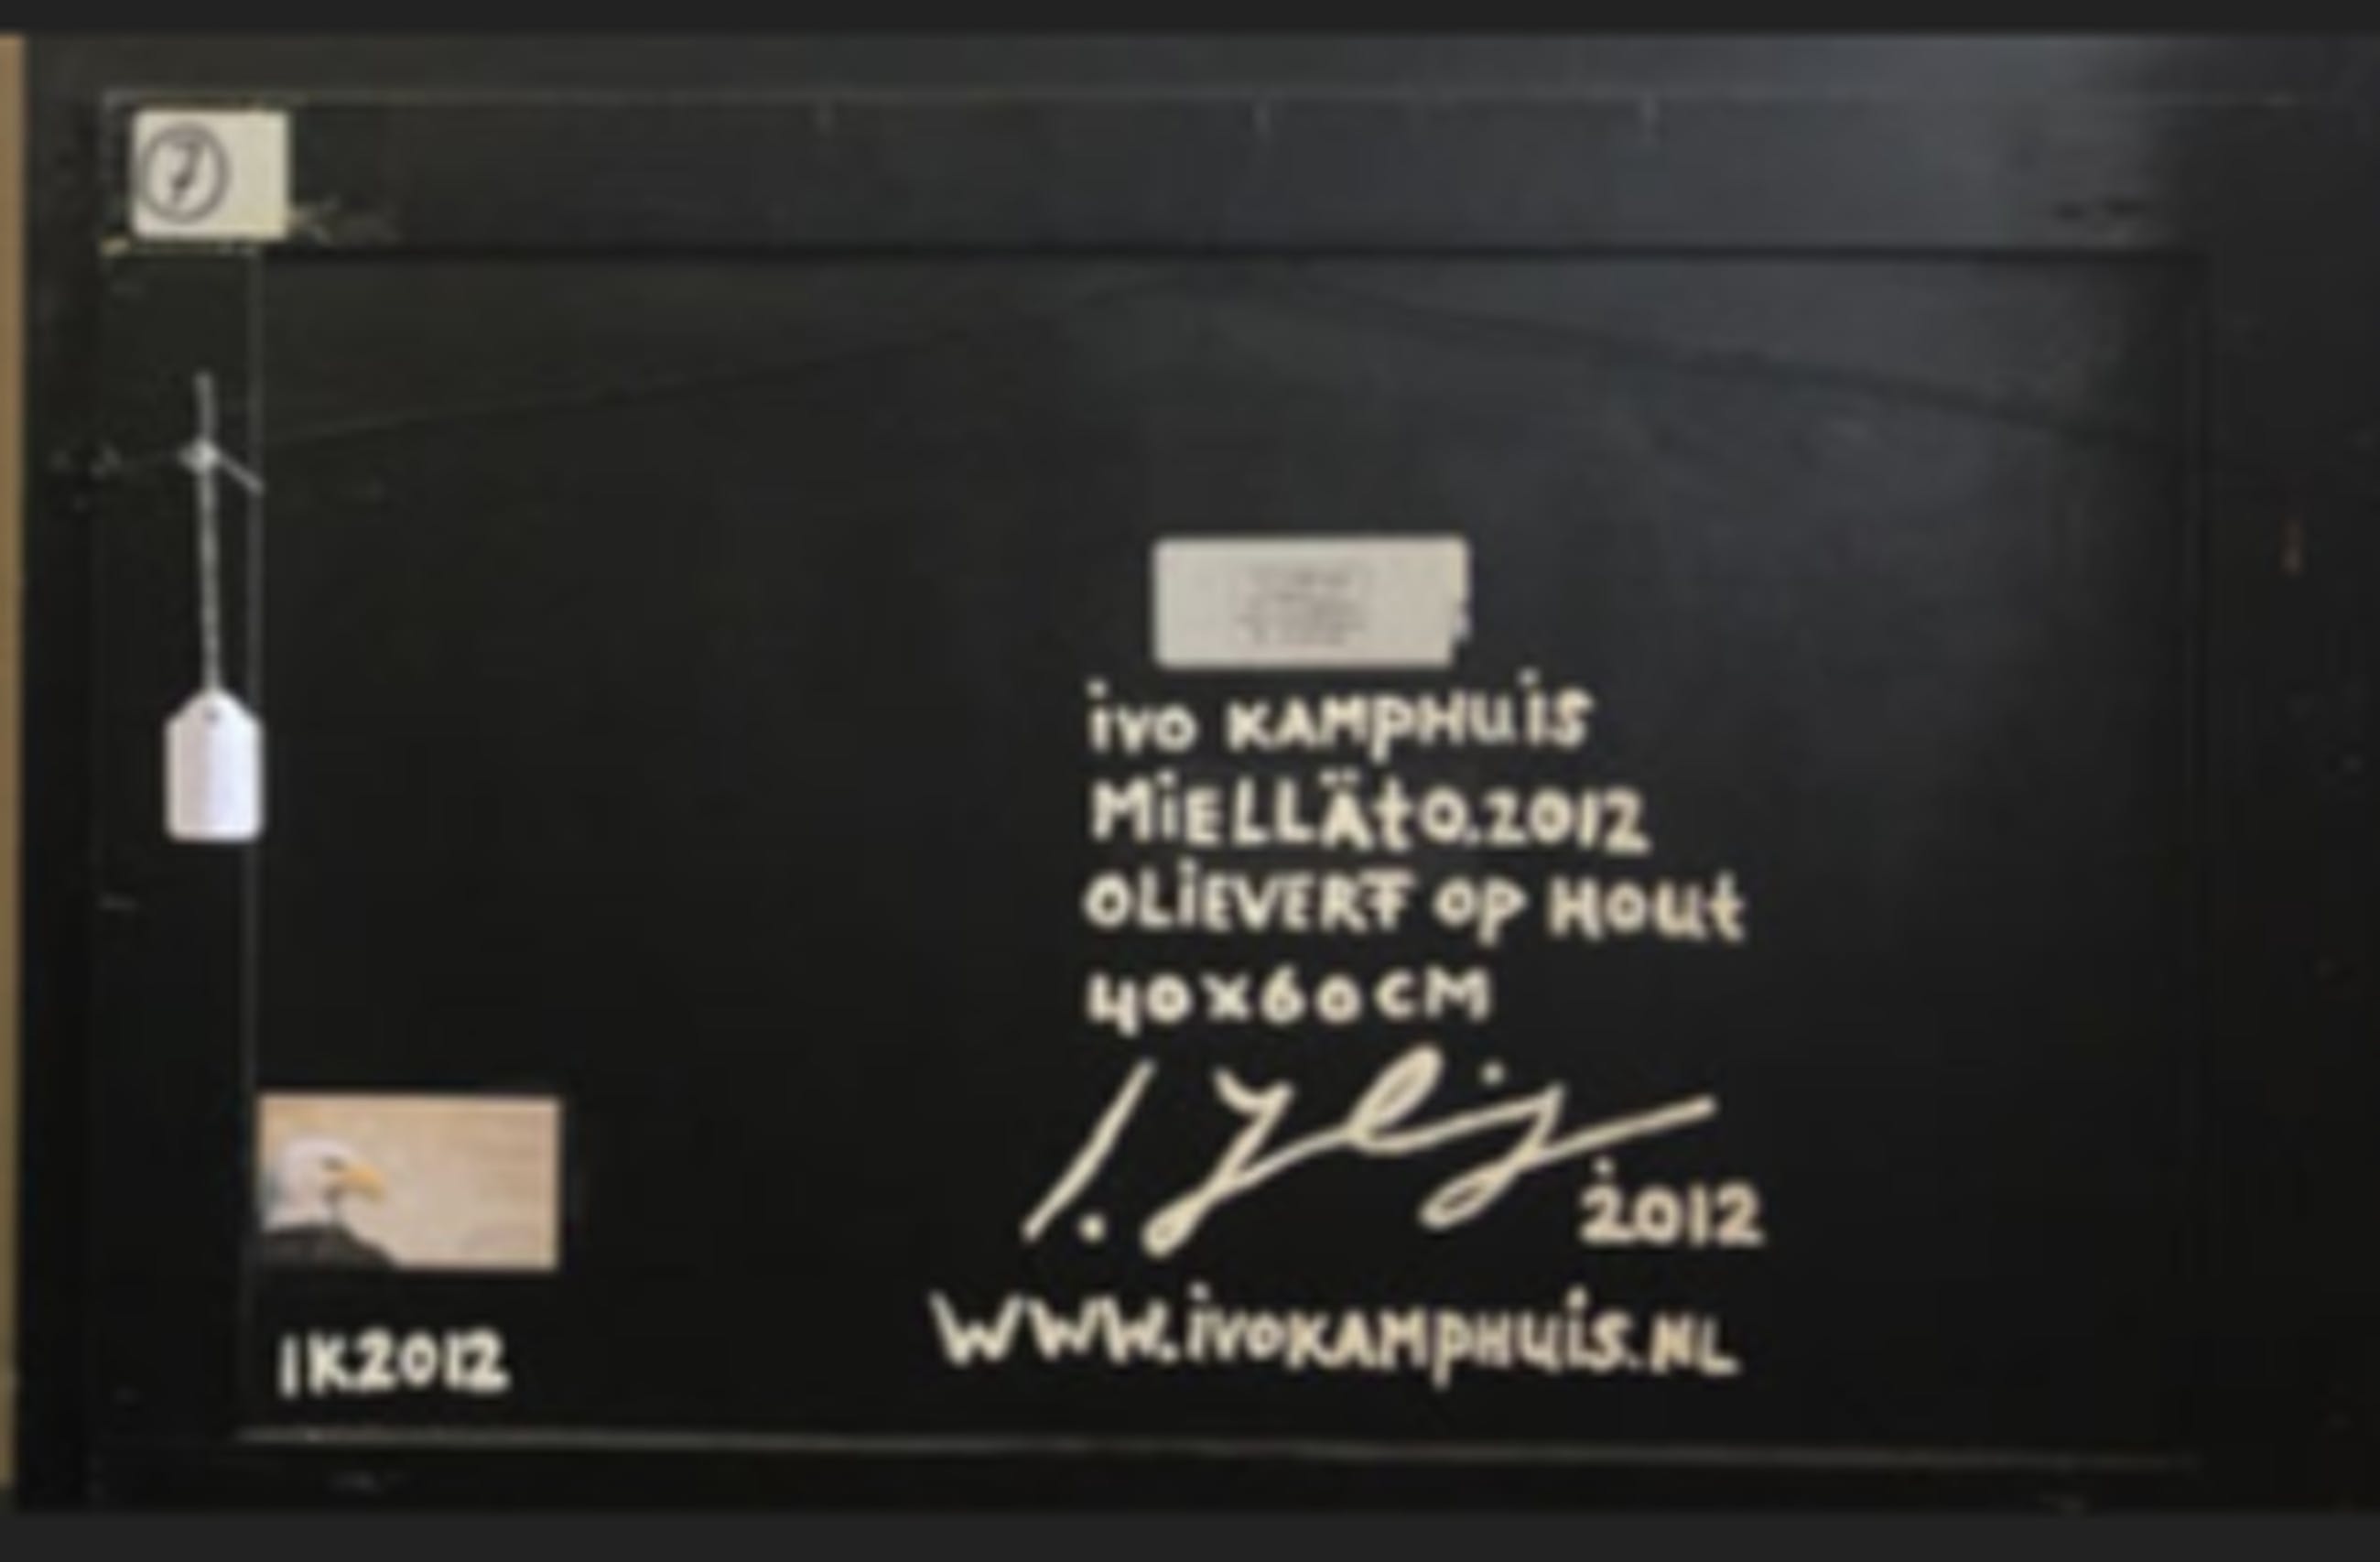 7
ivo KAMPHuis
MiELLÄtO.2012
OLiEVERF OP HOut
40x60CM
2012
WWW.ivoKAMPHuis.NL
IK2012